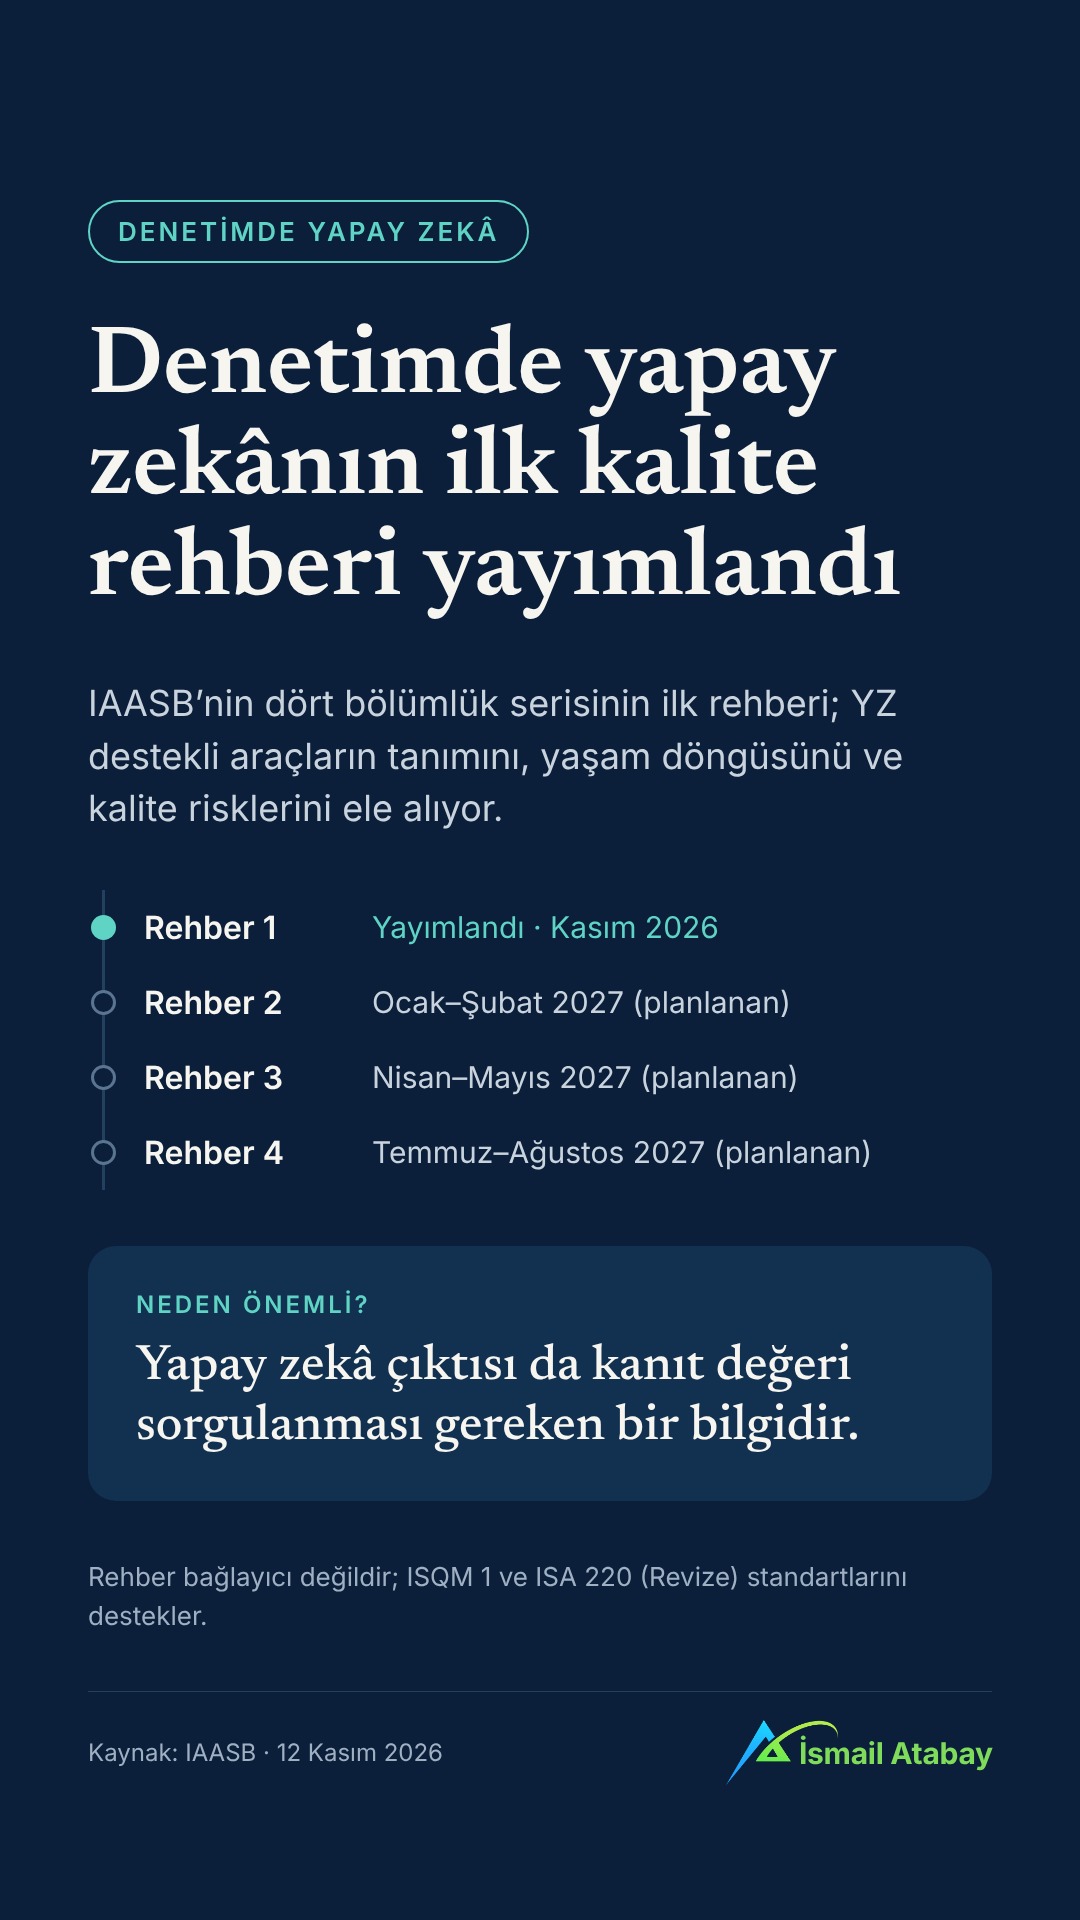 DENETİMDE YAPAY ZEKÂ
Denetimde yapay
zekânın ilk kalite
rehberi yayımlandı
IAASB’nin dört bölümlük serisinin ilk rehberi; YZ
destekli araçların tanımını, yaşam döngüsünü ve
kalite risklerini ele alıyor.
Rehber 1 Yayımlandı · Kasım 2026
Rehber 2 Ocak–Şubat 2027 (planlanan)
Rehber 3 Nisan–Mayıs 2027 (planlanan)
Rehber 4 Temmuz–Ağustos 2027 (planlanan)
NEDEN ÖNEMLİ?
Yapay zekâ çıktısı da kanıt değeri
sorgulanması gereken bir bilgidir.
Rehber bağlayıcı değildir; ISQM 1 ve ISA 220 (Revize) standartlarını
destekler.
Kaynak: IAASB · 12 Kasım 2026
İsmail Atabay